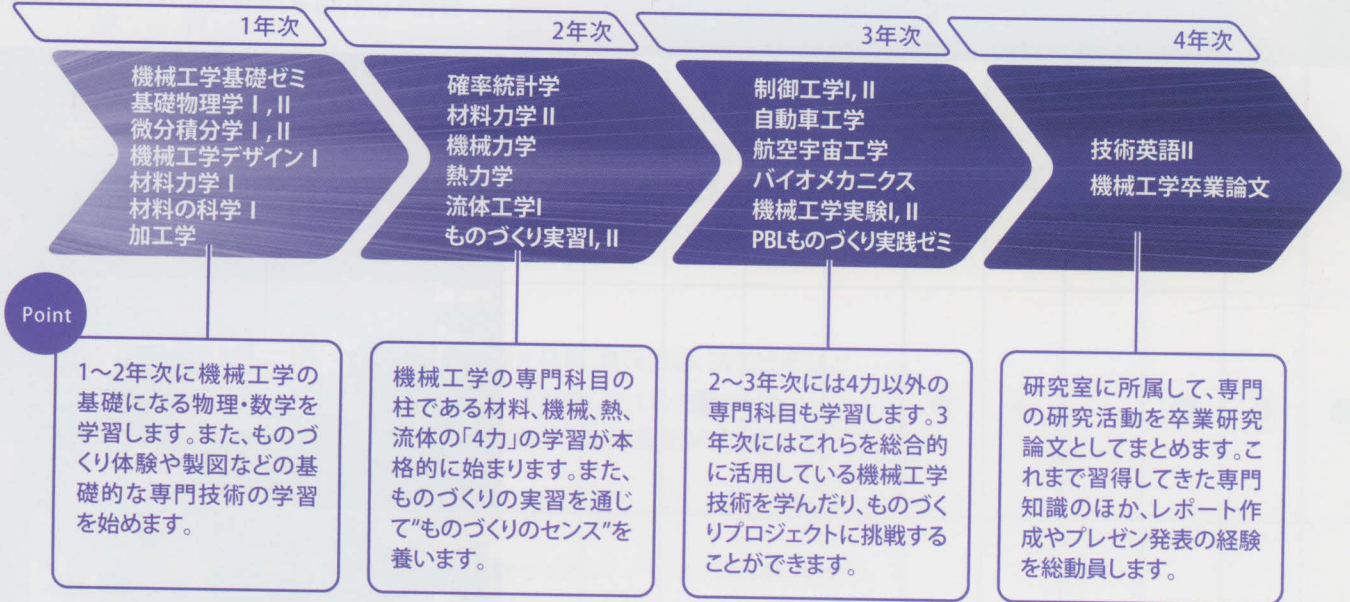 1年次
2年次
3年次
4年次
機械工学基礎ゼミ
基礎物理学Ⅰ,Ⅱ
微分積分学Ⅰ,Ⅱ
機械工学デザインⅠ
材料力学Ⅰ
材料の科学Ⅰ
加工学
確率統計学
材料力学Ⅱ
機械力学
熱力学
流体工学I
ものづくり実習I, II
制御工学I, II
自動車工学
航空宇宙工学
バイオメカニクス
機械工学実験I, II
PBLものづくり実践ゼミ
技術英語II
機械工学卒業論文
Point
1〜2年次に機械工学の
基礎になる物理・数学を
学習します。また、ものづ
くり体験や製図などの基
礎的な専門技術の学習
を始めます。
機械工学の専門科目の
柱である材料、機械、熱、
流体の「4力」の学習が本
格的に始まります。また、
ものづくりの実習を通じ
て“ものづくりのセンス”を
養います。
2〜3年次には4力以外の
専門科目も学習します。3
年次にはこれらを総合的
に活用している機械工学
技術を学んだり、ものづく
りプロジェクトに挑戦する
ことができます。
研究室に所属して、専門
の研究活動を卒業研究
論文としてまとめます。こ
れまで習得してきた専門
知識のほか、レポート作
成やプレゼン発表の経験
を総動員します。